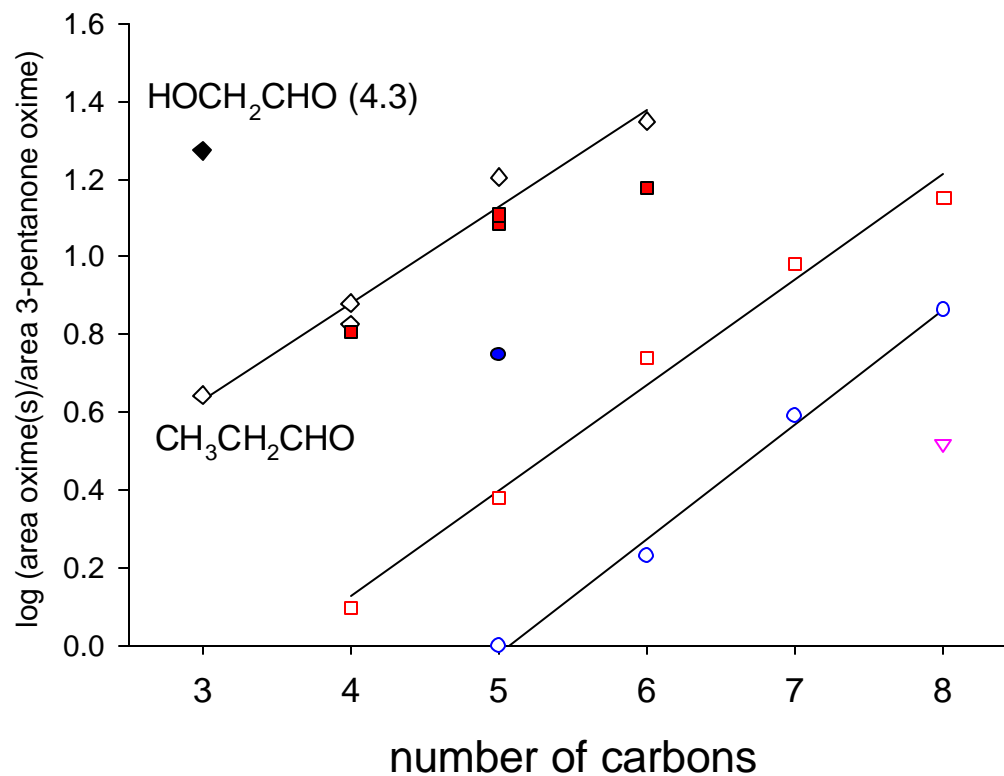 log (area oxime(s)/area 3-pentanone oxime)
1.6
1.4
1.2
1.0
0.8
0.6
0.4
0.2
0.0
HOCH₂CHO (4.3)
CH₃CH₂CHO
3 4 5 6 7 8
number of carbons